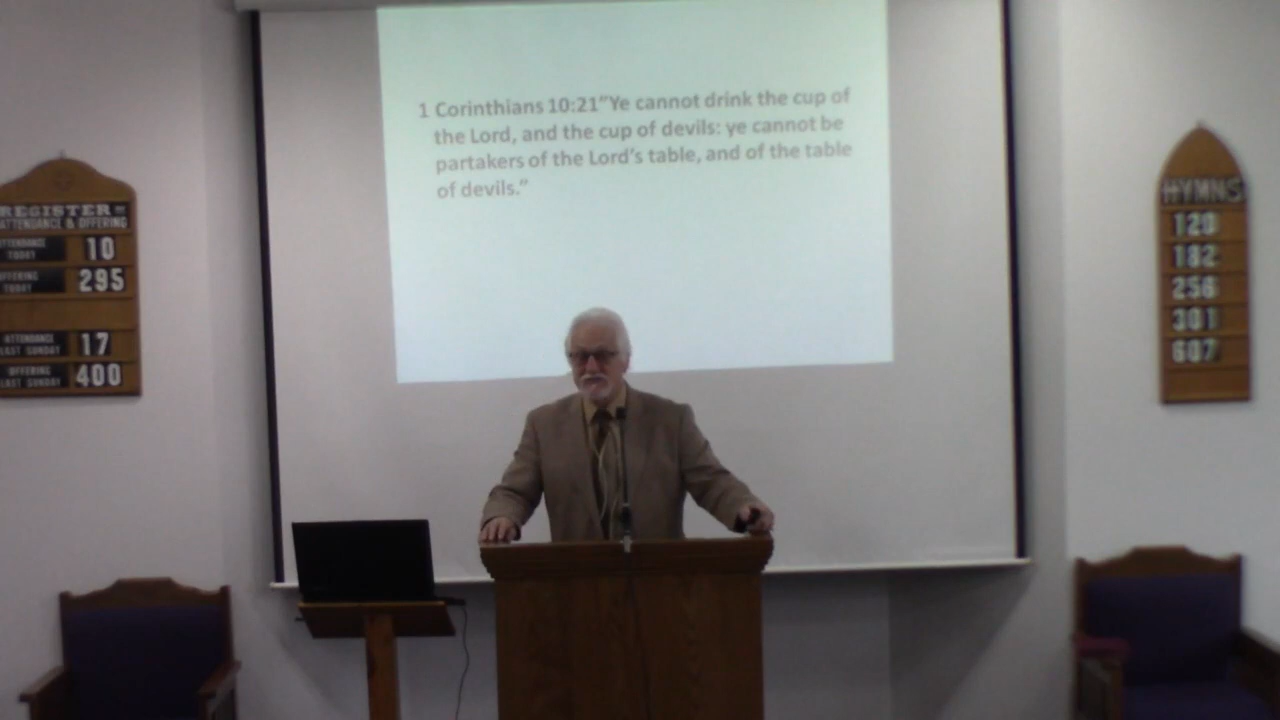 1 Corinthians 10:21"Ye cannot drink the cup of
the Lord, and the cup of devils: ye cannot be
partakers of the Lord's table, and of the table
of devils."
REGISTER
ATTENDANCE & OFFERING
ATTENDANCE
TODAY
10
OFFERING
TODAY
295
ATTENDANCE
LAST SUNDAY
17
OFFERING
LAST SUNDAY
400
HYMNS
120
182
256
301
607